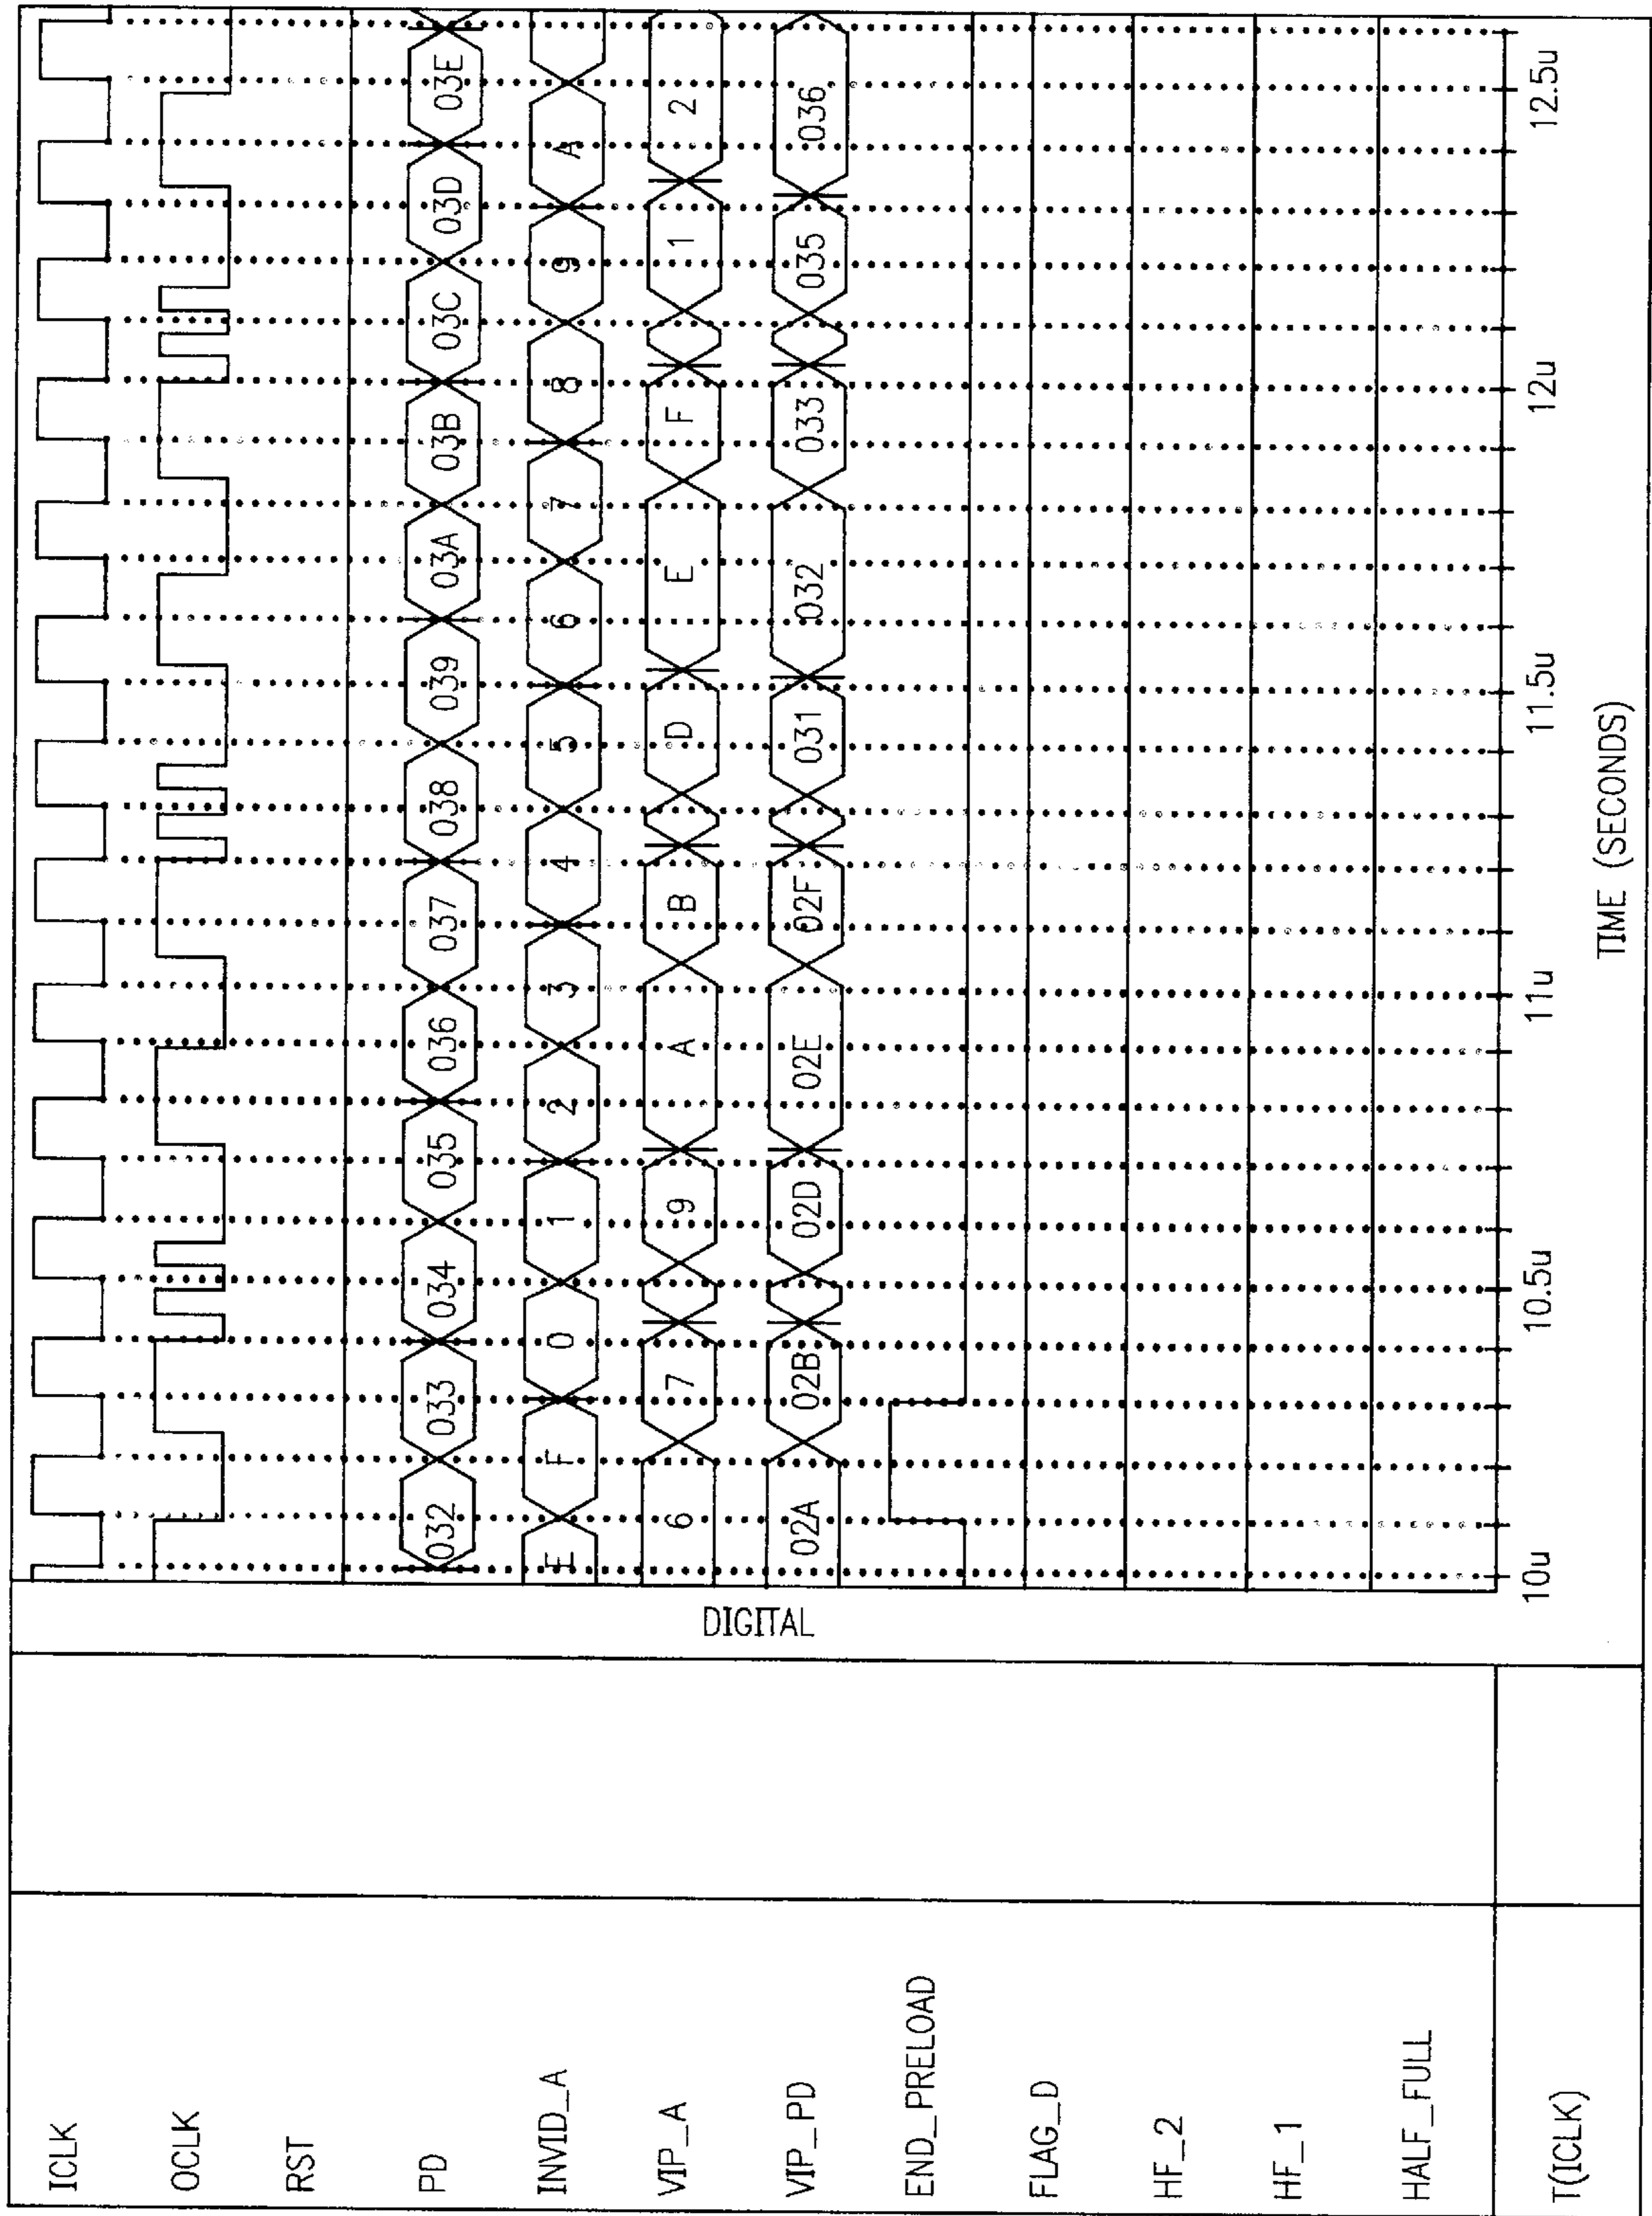 ICLK
OCLK
RST
PD 032 033 034 035 036 037 038 039 03A 03B 03C 03D 03E
INVID_A E F 0 1 2 3 4 5 6 7 8 9 A
VIP_A 6 7 9 A B D E F 1 2
VIP_PD 02A 02B 02D 02E 02F 031 032 033 035 036
END_PRELOAD
FLAG_D
HF_2
HF_1
HALF_FULL
DIGITAL
T(ICLK) 10u 10.5u 11u 11.5u 12u 12.5u
TIME (SECONDS)